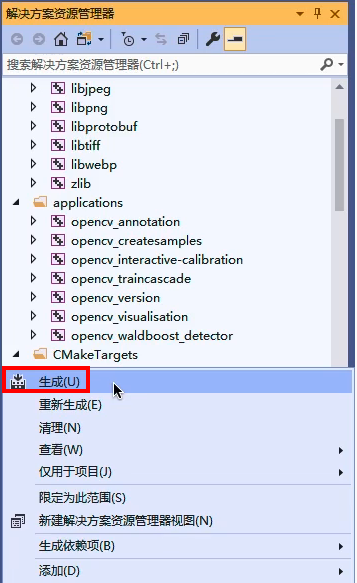 解决方案资源管理器
搜索解决方案资源管理器(Ctrl+;)
libjpeg
libpng
libprotobuf
libtiff
libwebp
zlib
applications
opencv_annotation
opencv_createsamples
opencv_interactive-calibration
opencv_traincascade
opencv_version
opencv_visualisation
opencv_waldboost_detector
CMakeTargets
生成(U)
重新生成(E)
清理(N)
查看(W)
仅用于项目(J)
限定为此范围(S)
新建解决方案资源管理器视图(N)
生成依赖项(B)
添加(D)